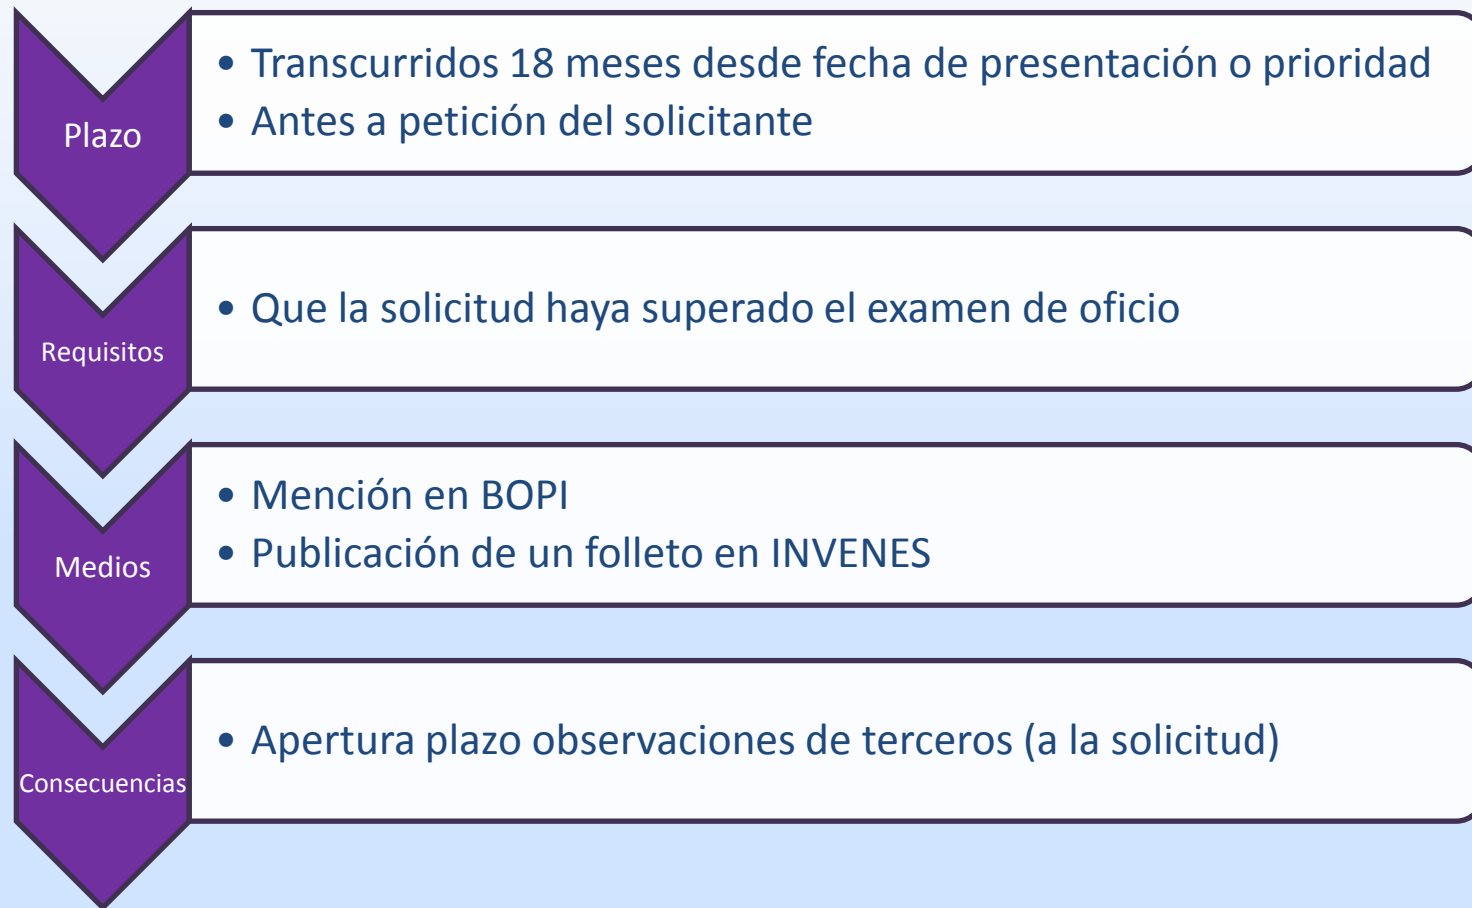 Plazo
• Transcurridos 18 meses desde fecha de presentación o prioridad
• Antes a petición del solicitante
Requisitos
• Que la solicitud haya superado el examen de oficio
Medios
• Mención en BOPI
• Publicación de un folleto en INVENES
Consecuencias
• Apertura plazo observaciones de terceros (a la solicitud)